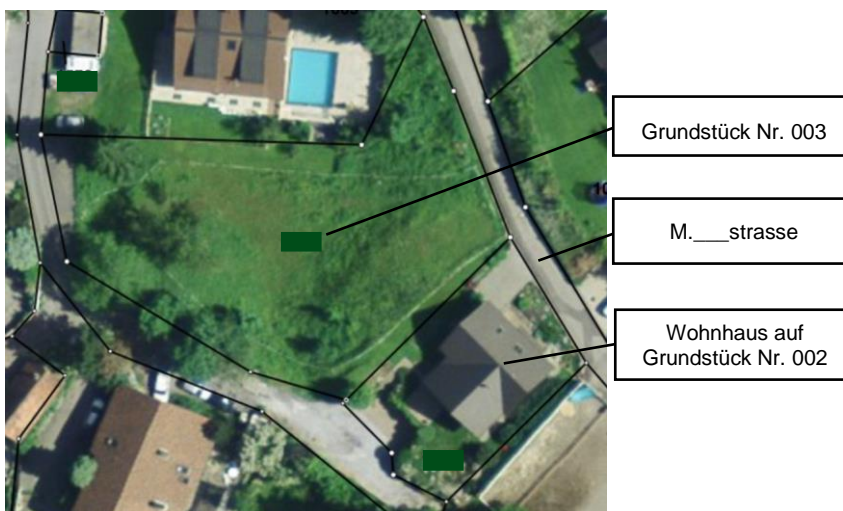 Grundstück Nr. 003
M.___strasse
Wohnhaus auf
Grundstück Nr. 002